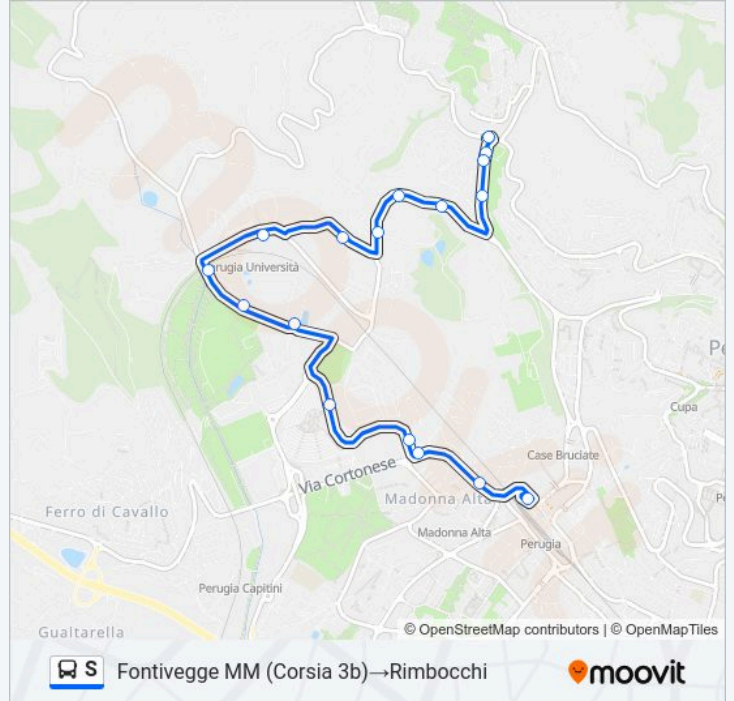 Perugia Università
Cupa
Case Bruciate
Via Cortonese
Madonna Alta
Ferro di Cavallo
Madonna Alta
Perugia
Perugia Capitini
Gualtarella
© OpenStreetMap contributors | © OpenMapTiles
S Fontivegge MM (Corsia 3b)→Rimbocchi
moovit